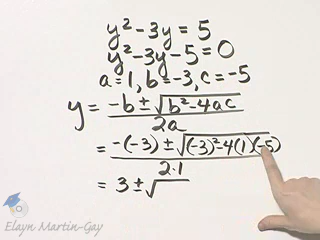 y² - 3y = 5
y² - 3y - 5 = 0
a = 1, b = -3, c = -5
y = (-b ± √(b² - 4ac)) / 2a
= (-(-3) ± √((-3)² - 4(1)(-5))) / 2·1
= 3 ± √
Elayn Martin-Gay